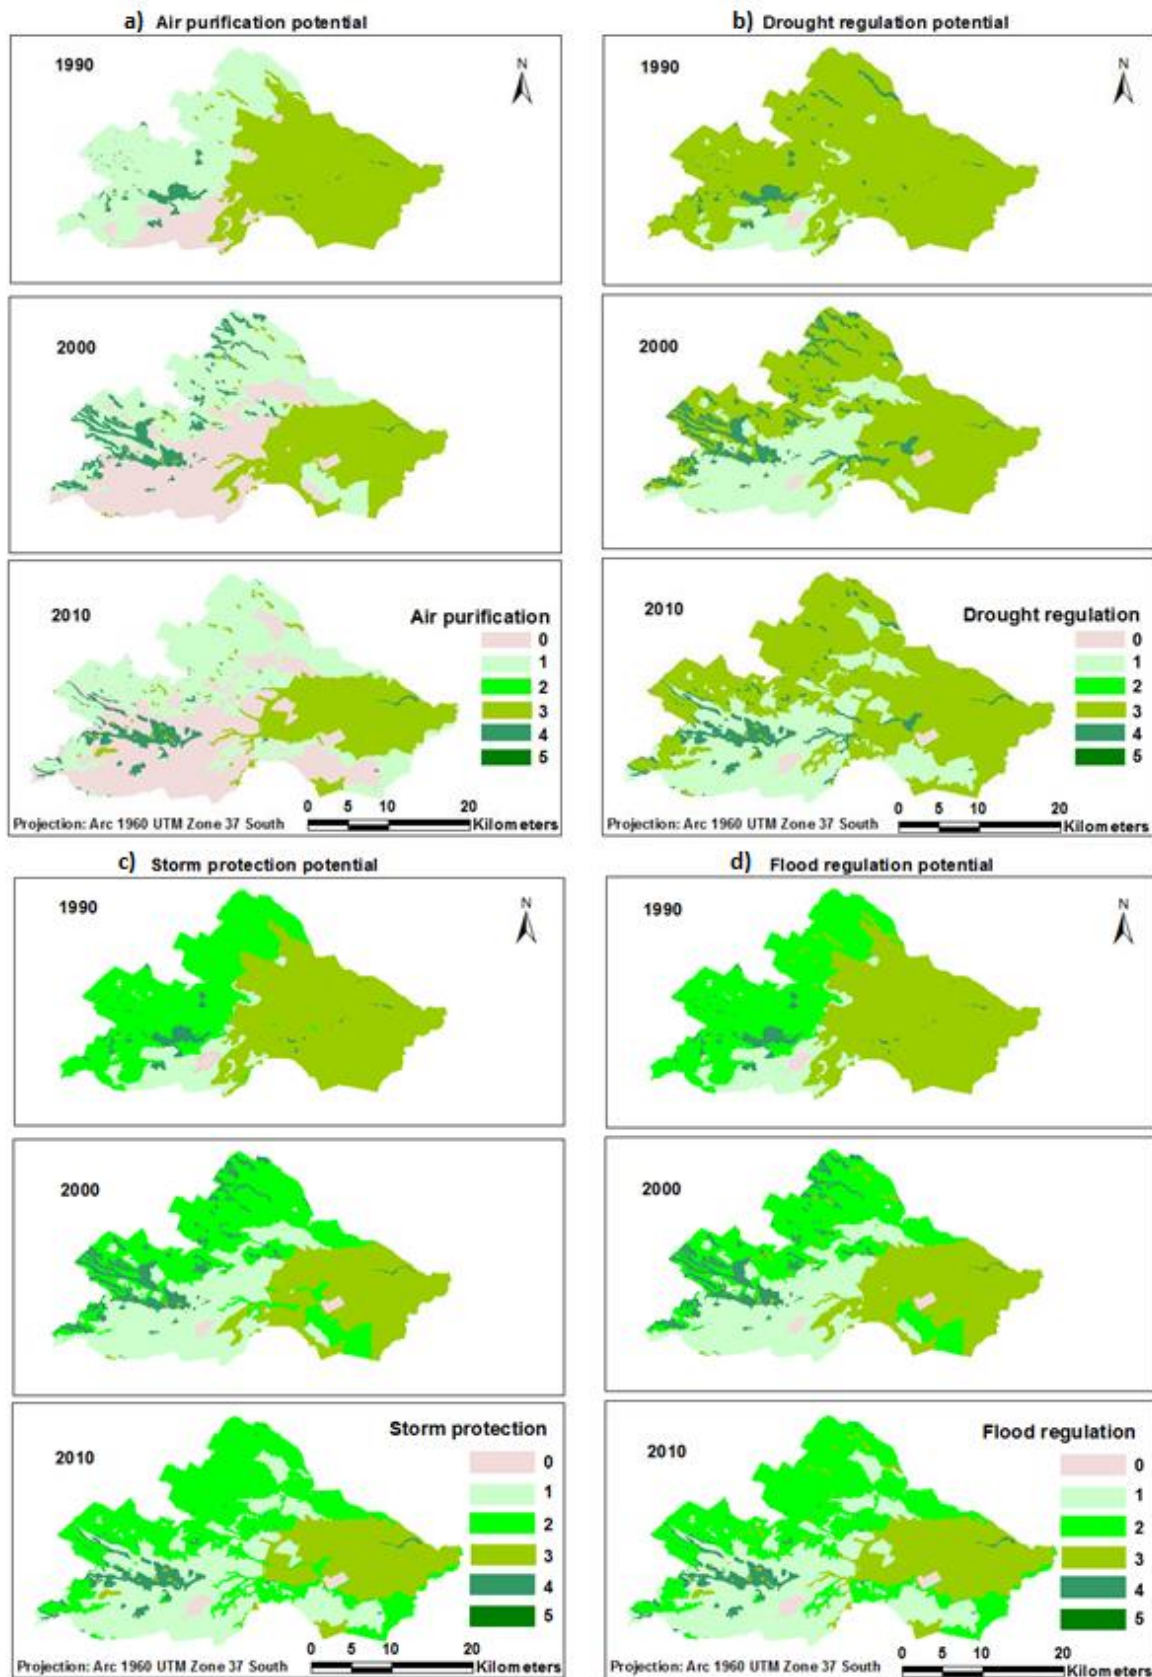 a) Air purification potential
1990
N
2000
2010
Air purification
0
1
2
3
4
5
0 5 10 20
Kilometers
Projection: Arc 1960 UTM Zone 37 South
b) Drought regulation potential
1990
N
2000
2010
Drought regulation
0
1
2
3
4
5
0 5 10 20
Kilometers
Projection: Arc 1960 UTM Zone 37 South
c) Storm protection potential
1990
N
2000
2010
Storm protection
0
1
2
3
4
5
0 5 10 20
Kilometers
Projection: Arc 1960 UTM Zone 37 South
d) Flood regulation potential
1990
N
2000
2010
Flood regulation
0
1
2
3
4
5
0 5 10 20
Kilometers
Projection: Arc 1960 UTM Zone 37 South